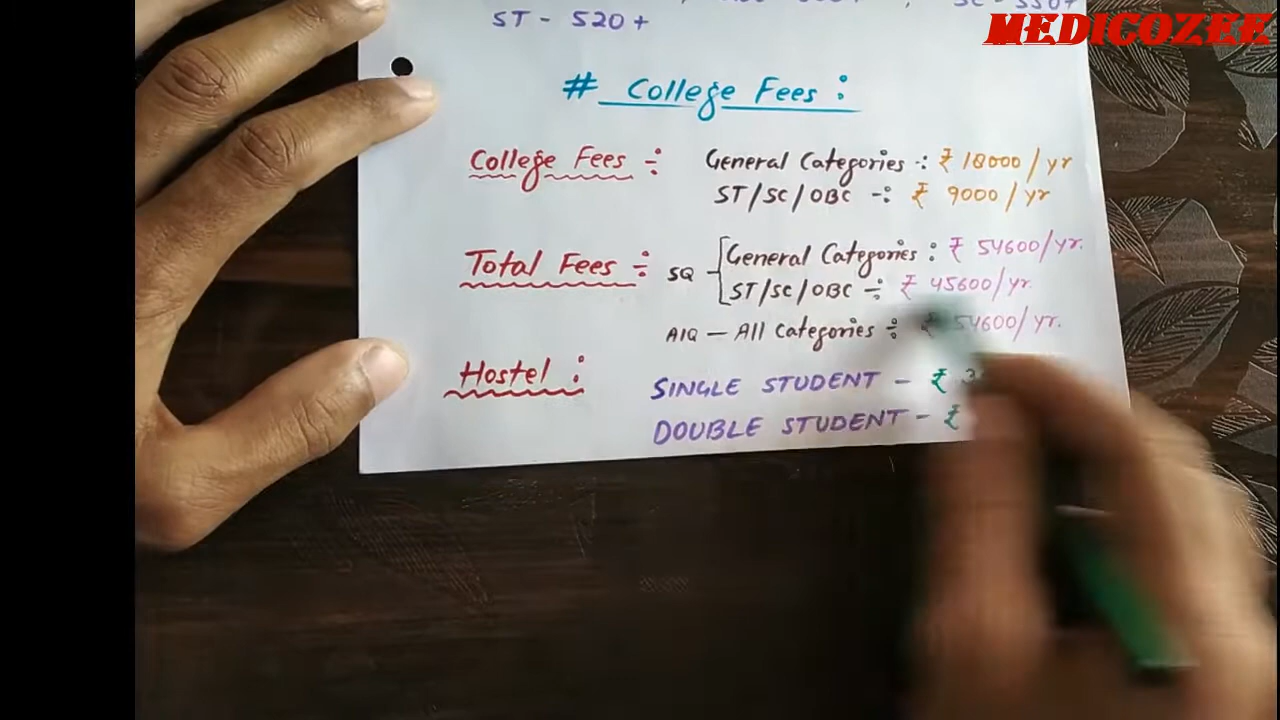 ST - 520+
MEDICOZEE
# College Fees :
College Fees ÷ General Categories -: ₹ 18000/yr
ST/SC/OBC -: ₹ 9000/yr
Total Fees ÷ SQ General Categories : ₹ 54600/yr.
ST/SC/OBC ÷ ₹ 45600/yr.
AIQ — All Categories ÷ ₹ 54600/yr.
Hostel : SINGLE STUDENT - ₹
DOUBLE STUDENT - ₹